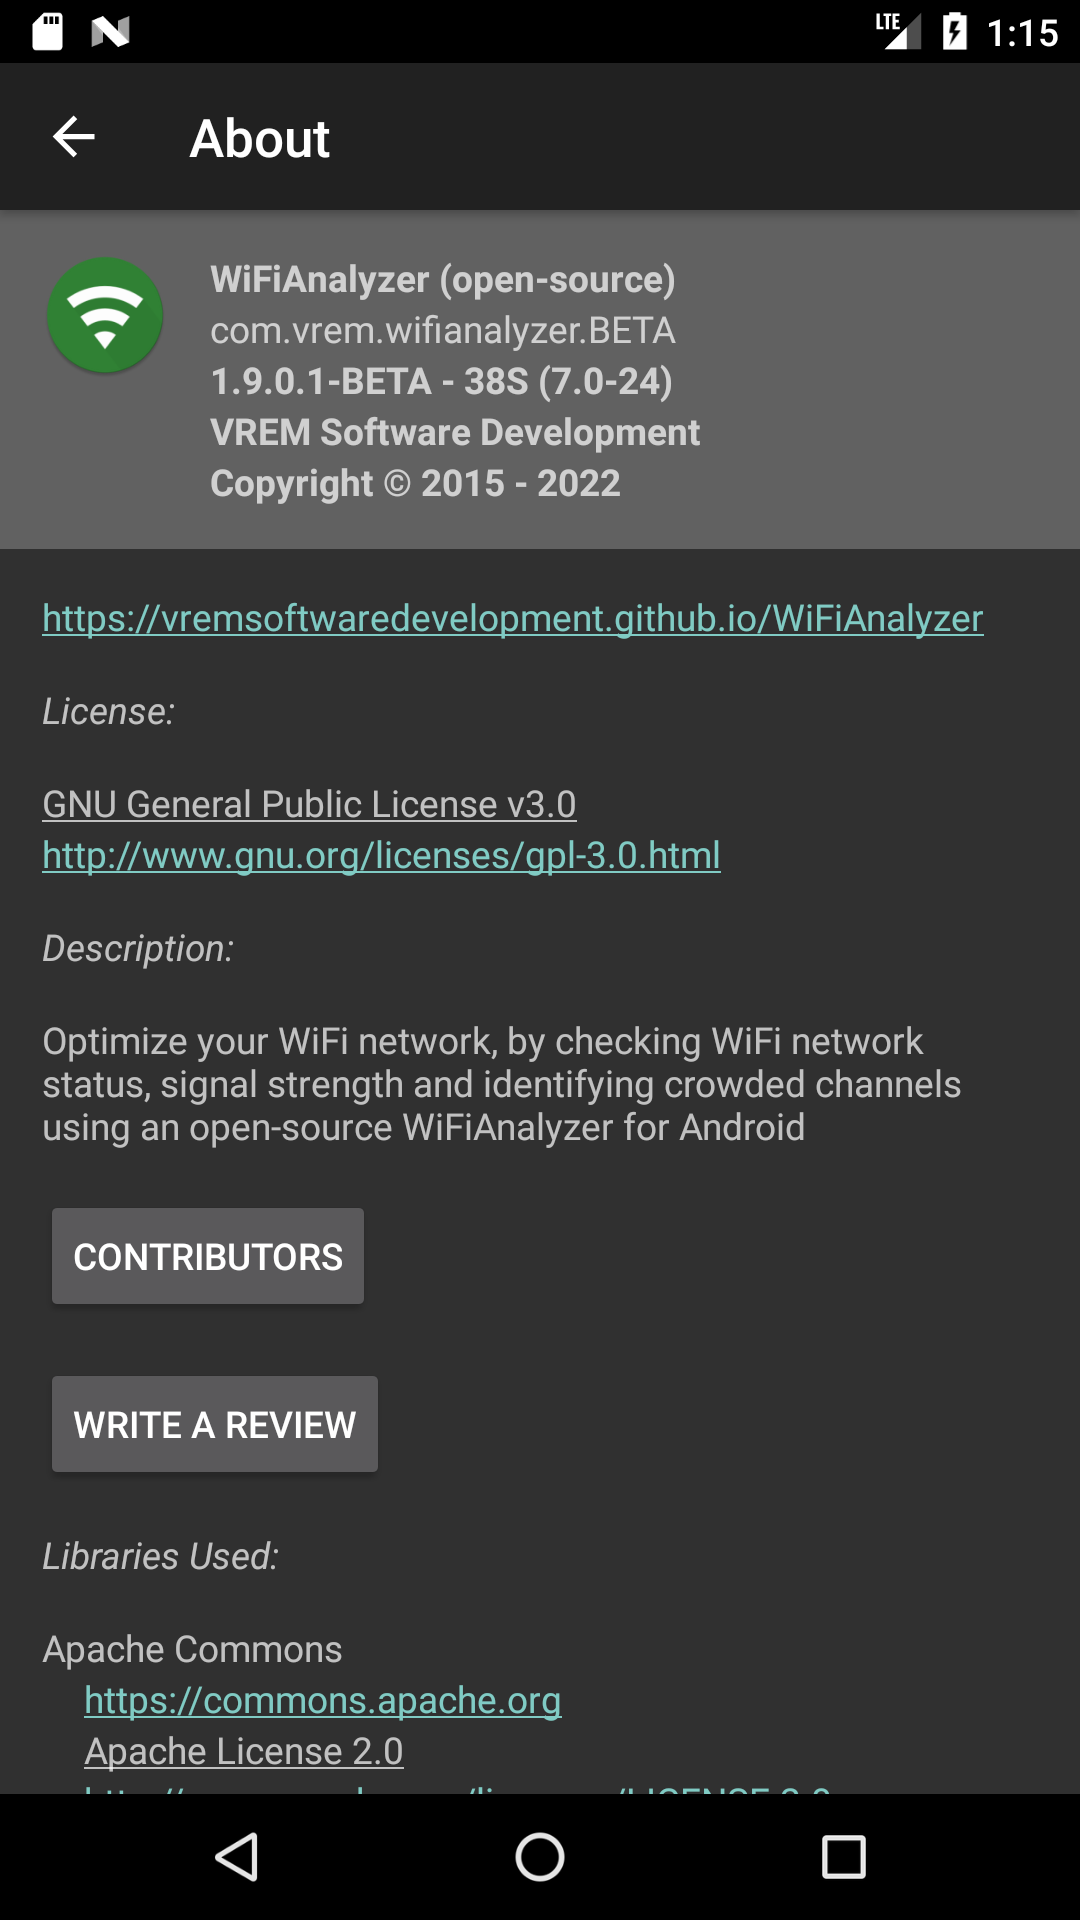 LTE 1:15
About
WiFiAnalyzer (open-source)
com.vrem.wifianalyzer.BETA
1.9.0.1-BETA - 38S (7.0-24)
VREM Software Development
Copyright © 2015 - 2022
https://vremsoftwaredevelopment.github.io/WiFiAnalyzer
License:
GNU General Public License v3.0
http://www.gnu.org/licenses/gpl-3.0.html
Description:
Optimize your WiFi network, by checking WiFi network
status, signal strength and identifying crowded channels
using an open-source WiFiAnalyzer for Android
CONTRIBUTORS
WRITE A REVIEW
Libraries Used:
Apache Commons
https://commons.apache.org
Apache License 2.0